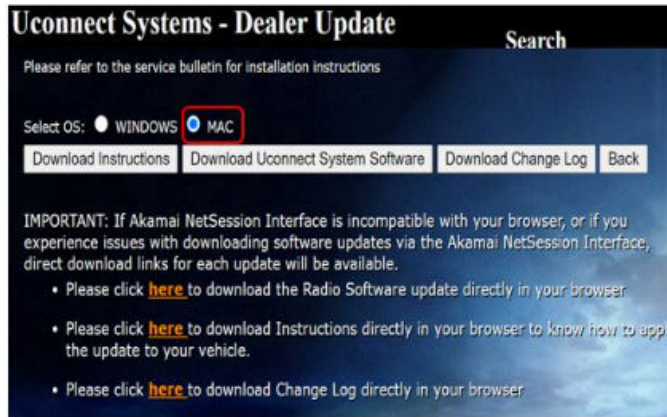 Uconnect Systems - Dealer Update
Search
Please refer to the service bulletin for installation instructions
Select OS: WINDOWS MAC
Download Instructions Download Uconnect System Software Download Change Log Back
IMPORTANT: If Akamai NetSession Interface is incompatible with your browser, or if you
experience issues with downloading software updates via the Akamai NetSession Interface,
direct download links for each update will be available.
• Please click here to download the Radio Software update directly in your browser
• Please click here to download Instructions directly in your browser to know how to app
the update to your vehicle.
• Please click here to download Change Log directly in your browser